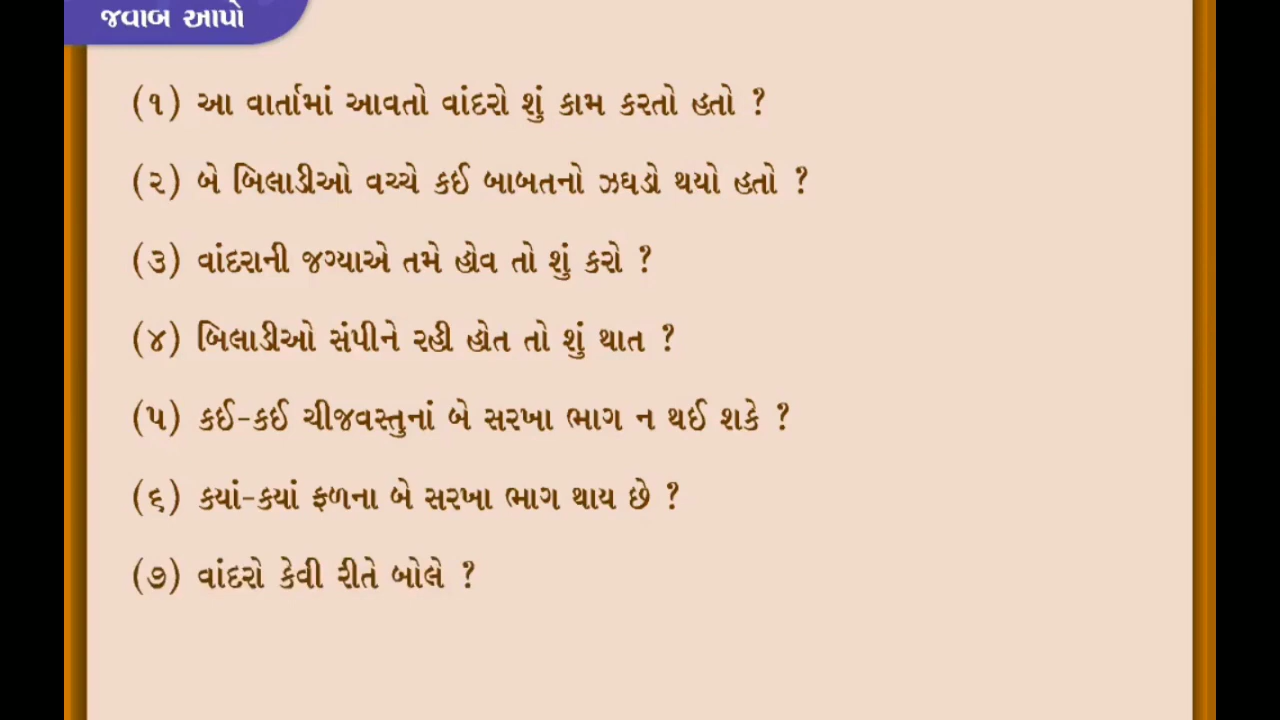 જવાબ આપો
(૧) આ વાર્તામાં આવતો વાંદરો શું કામ કરતો હતો ?
(૨) બે બિલાડીઓ વચ્ચે કઈ બાબતનો ઝઘડો થયો હતો ?
(૩) વાંદરાની જગ્યાએ તમે હોવ તો શું કરો ?
(૪) બિલાડીઓ સંપીને રહી હોત તો શું થાત ?
(૫) કઈ-કઈ ચીજવસ્તુનાં બે સરખા ભાગ ન થઈ શકે ?
(૬) કયાં-કયાં ફળના બે સરખા ભાગ થાય છે ?
(૭) વાંદરો કેવી રીતે બોલે ?